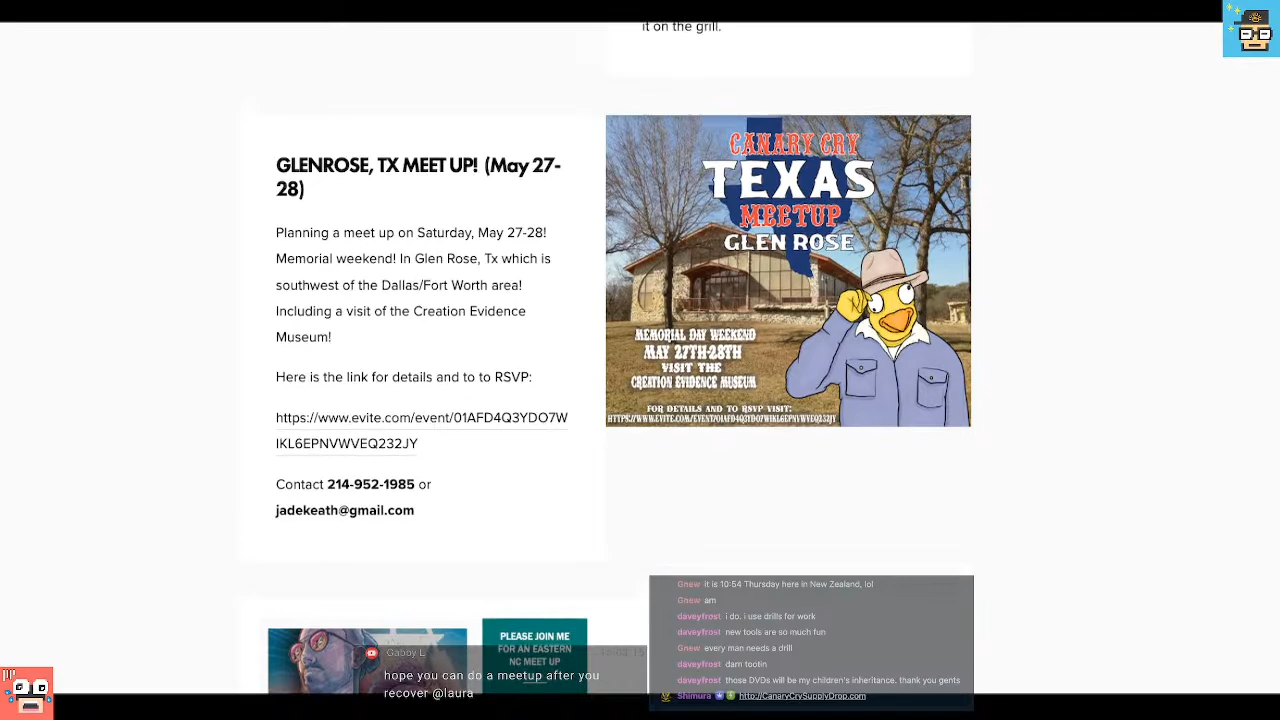 it on the grill.
GLENROSE, TX MEET UP! (May 27-
28)
Planning a meet up on Saturday, May 27-28!
Memorial weekend! In Glen Rose, Tx which is
southwest of the Dallas/Fort Worth area!
Including a visit of the Creation Evidence
Museum!
Here is the link for details and to to RSVP:
https://www.evite.com/event/01AFD4Q3YDO7W
IKL6EPNVWVEQ232JY
Contact 214-952-1985 or
jadekeath@gmail.com
CANARY CRY
TEXAS
MEETUP
GLEN ROSE
MEMORIAL DAY WEEKEND
MAY 27TH-28TH
VISIT THE
CREATION EVIDENCE MUSEUM
FOR DETAILS AND TO RSVP VISIT:
HTTPS://WWW.EVITE.COM/EVENT/01AFD4Q3YDO7WIKL6EPNVWVEQ232JY
PLEASE JOIN ME
FOR AN EASTERN
NC MEET UP
Gabby L
hope you can do a meetup after you
recover @laura
Gnew it is 10:54 Thursday here in New Zealand, lol
Gnew am
daveyfrost i do. i use drills for work
daveyfrost new tools are so much fun
Gnew every man needs a drill
daveyfrost darn tootin
daveyfrost those DVDs will be my children's inheritance. thank you gents
Shimura http://CanaryCrySupplyDrop.com